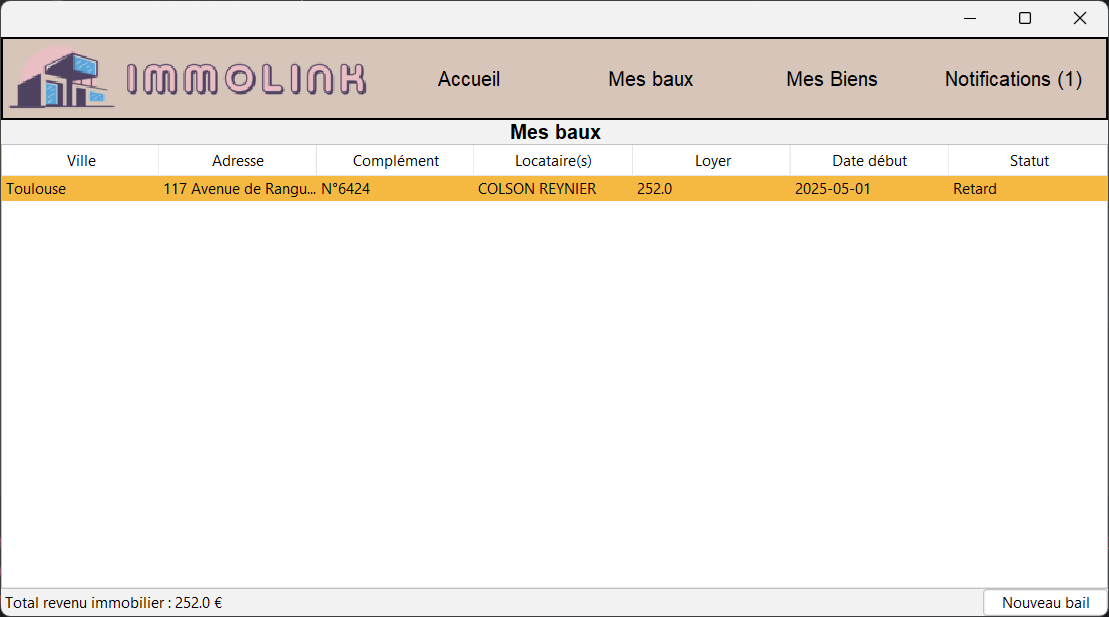 IMMOLINK Accueil Mes baux Mes Biens Notifications (1)
Mes baux
Ville Adresse Complément Locataire(s) Loyer Date début Statut
Toulouse 117 Avenue de Rangu... N°6424 COLSON REYNIER 252.0 2025-05-01 Retard
Total revenu immobilier : 252.0 € Nouveau bail